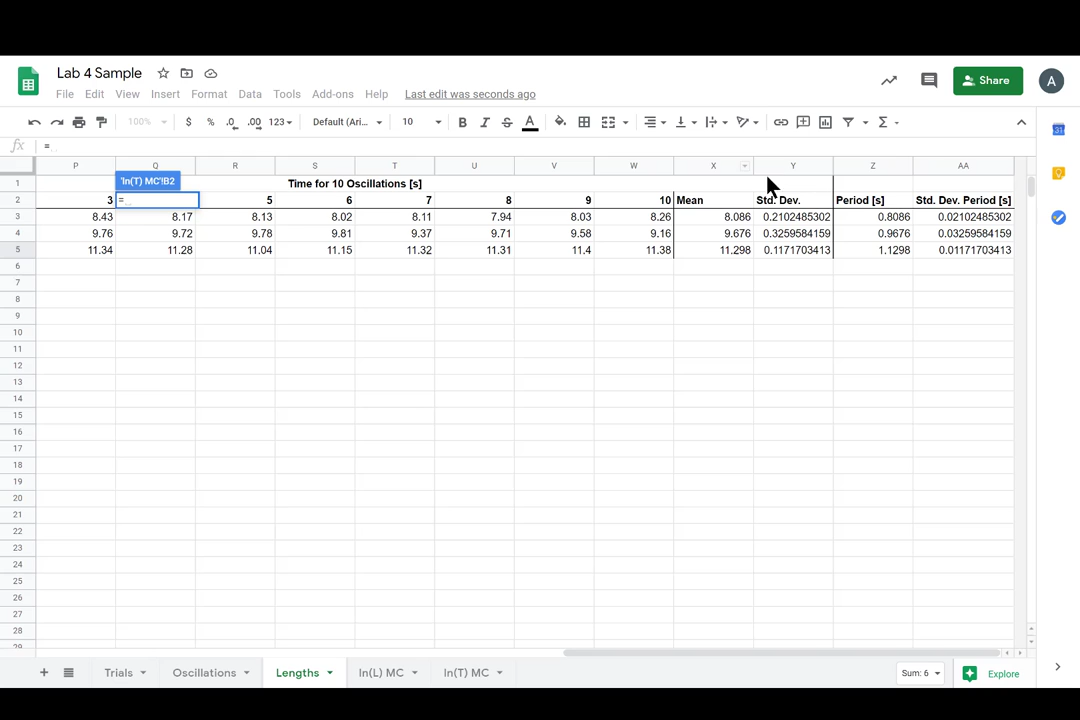 Lab 4 Sample
Share
A
File Edit View Insert Format Data Tools Add-ons Help Last edit was seconds ago
100% $ % .0 .00 123 Default (Ari... 10 B I S A Σ
fx =
P Q R S T U V W X Y Z AA
'ln(T) MC'!B2
1 Time for 10 Oscillations [s]
2 3 = 5 6 7 8 9 10 Mean Std. Dev. Period [s] Std. Dev. Period [s]
3 8.43 8.17 8.13 8.02 8.11 7.94 8.03 8.26 8.086 0.2102485302 0.8086 0.02102485302
4 9.76 9.72 9.78 9.81 9.37 9.71 9.58 9.16 9.676 0.3259584159 0.9676 0.03259584159
5 11.34 11.28 11.04 11.15 11.32 11.31 11.4 11.38 11.298 0.1171703413 1.1298 0.01171703413
6
7
8
9
10
11
12
13
14
15
16
17
18
19
20
21
22
23
24
25
26
27
28
29
+ Trials Oscillations Lengths ln(L) MC ln(T) MC Sum: 6 Explore